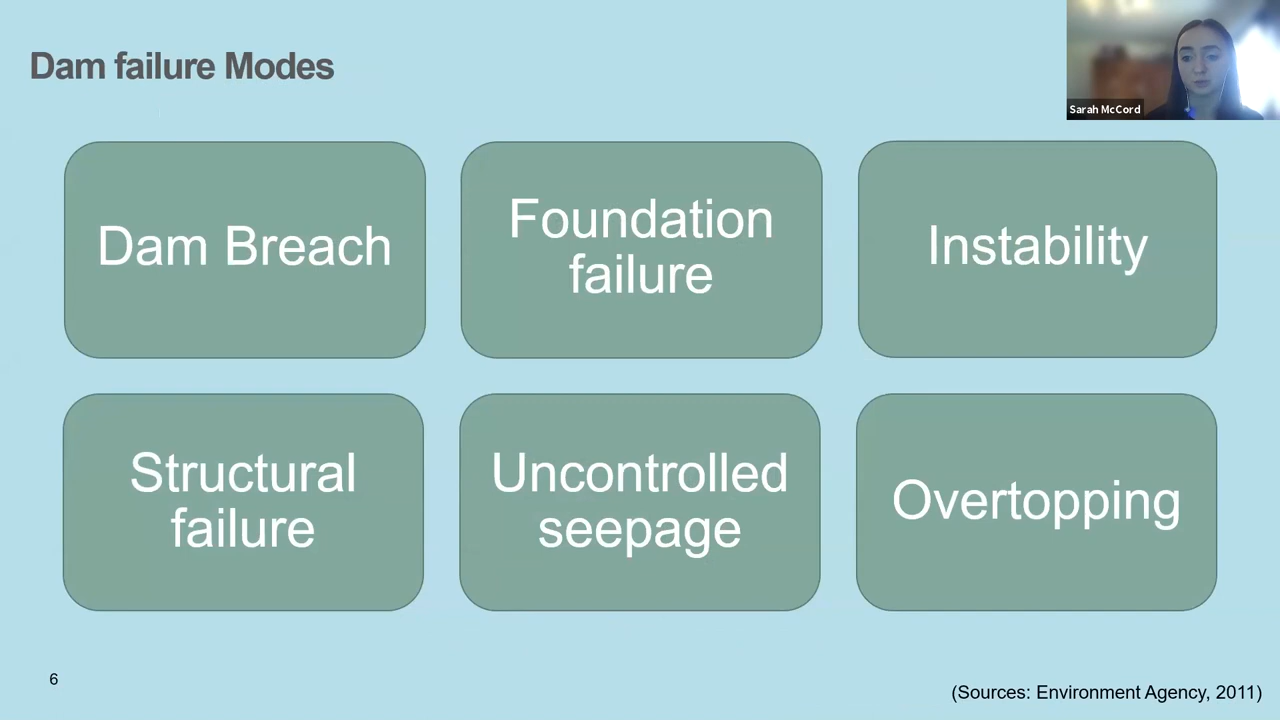 Dam failure Modes
Sarah McCord
Dam Breach
Foundation
failure
Instability
Structural
failure
Uncontrolled
seepage
Overtopping
6
(Sources: Environment Agency, 2011)